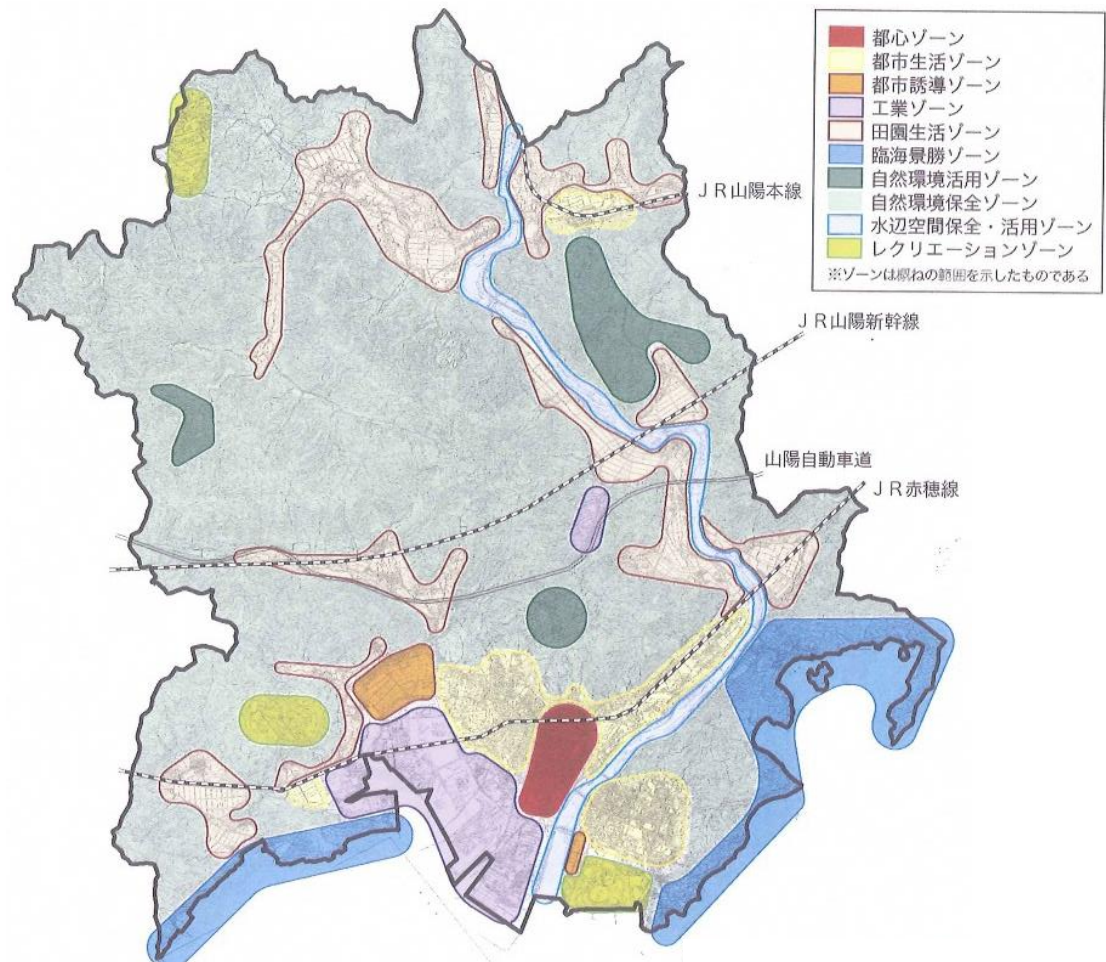 都心ゾーン
都市生活ゾーン
都市誘導ゾーン
工業ゾーン
田園生活ゾーン
臨海景勝ゾーン
自然環境活用ゾーン
自然環境保全ゾーン
水辺空間保全・活用ゾーン
レクリエーションゾーン
※ゾーンは概ねの範囲を示したものである
JR山陽本線
JR山陽新幹線
山陽自動車道
JR赤穂線